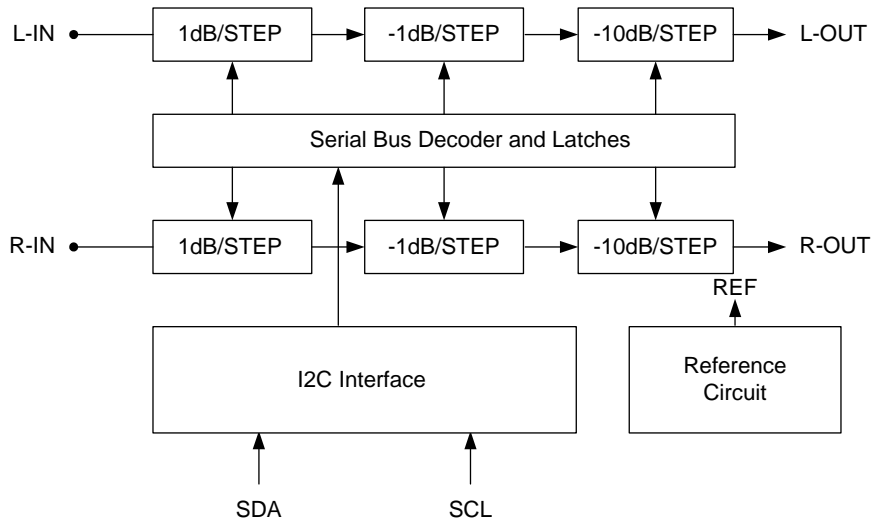 L-IN
1dB/STEP
-1dB/STEP
-10dB/STEP
L-OUT
Serial Bus Decoder and Latches
R-IN
1dB/STEP
-1dB/STEP
-10dB/STEP
R-OUT
REF
I2C Interface
Reference
Circuit
SDA
SCL